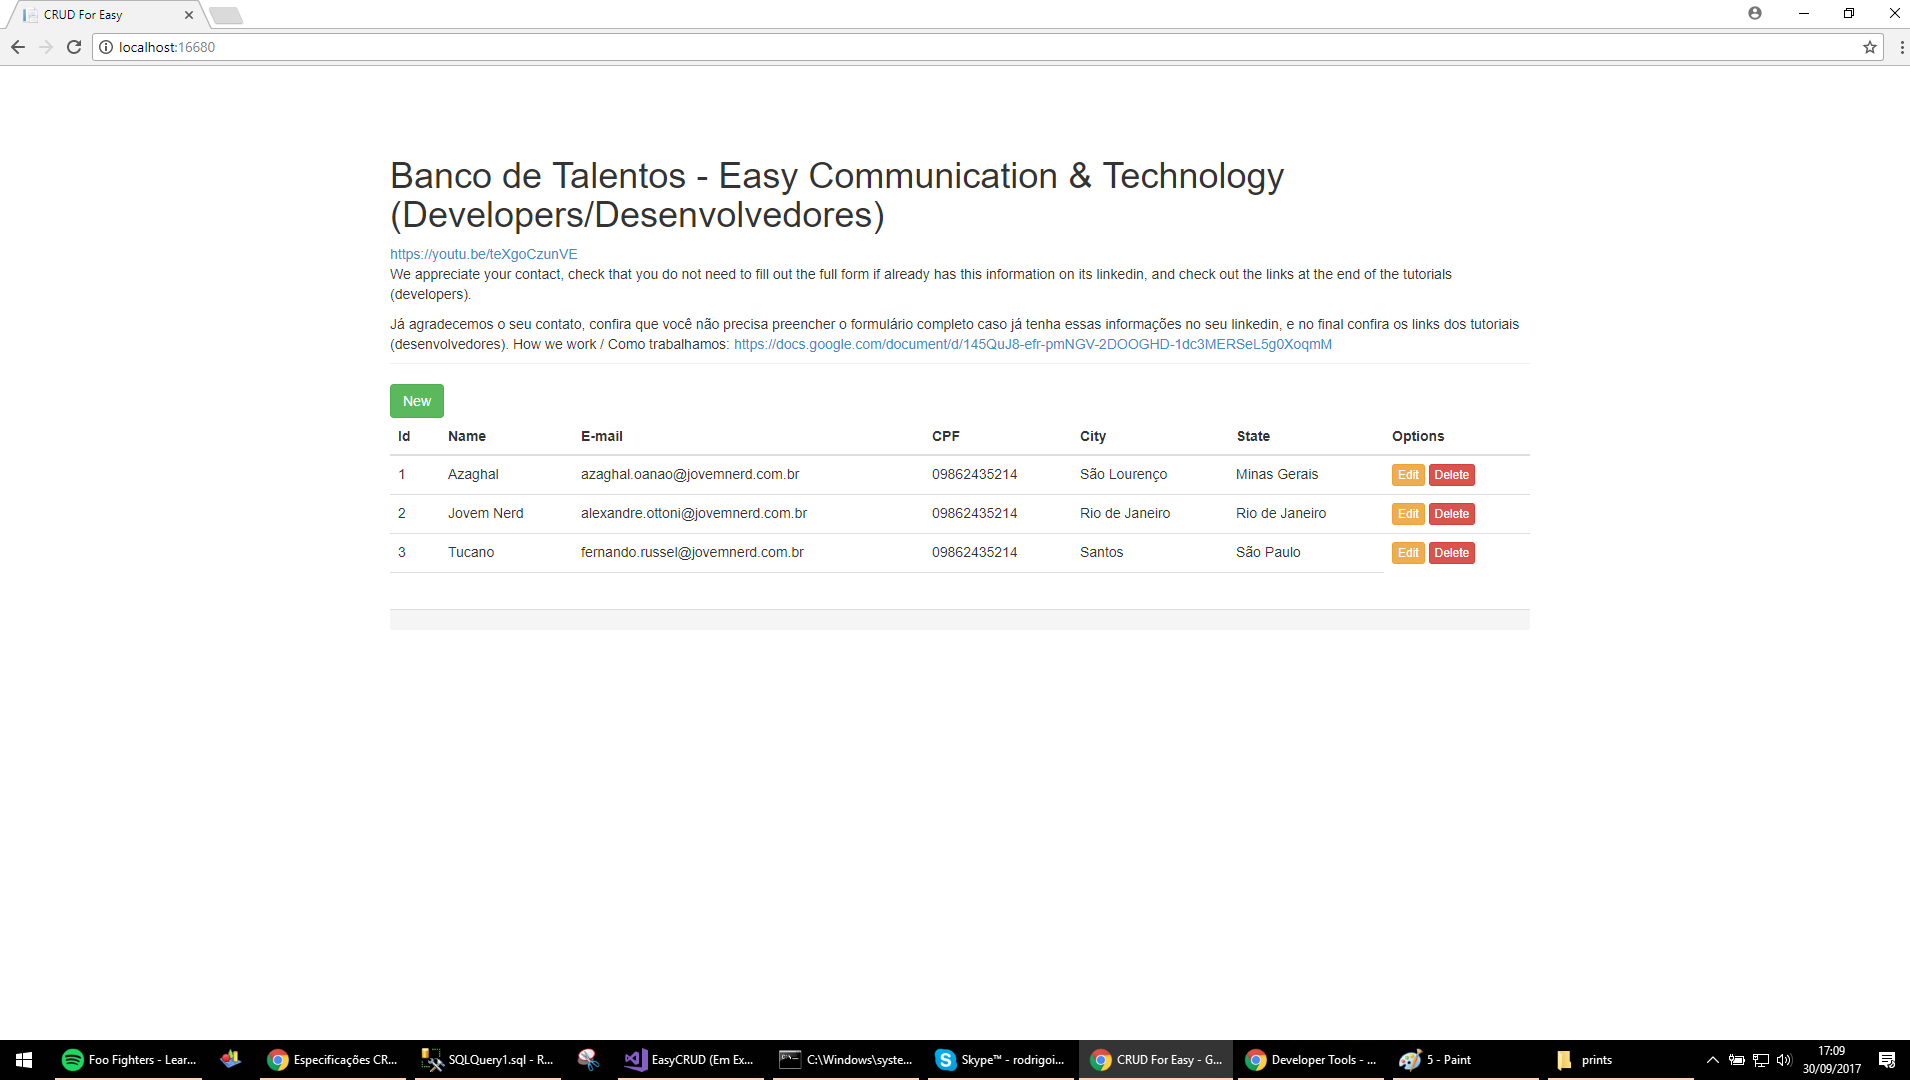 CRUD For Easy
localhost:16680
Banco de Talentos - Easy Communication & Technology
(Developers/Desenvolvedores)
https://youtu.be/teXgoCzunVE
We appreciate your contact, check that you do not need to fill out the full form if already has this information on its linkedin, and check out the links at the end of the tutorials
(developers).
Já agradecemos o seu contato, confira que você não precisa preencher o formulário completo caso já tenha essas informações no seu linkedin, e no final confira os links dos tutoriais
(desenvolvedores). How we work / Como trabalhamos: https://docs.google.com/document/d/145QuJ8-efr-pmNGV-2DOOGHD-1dc3MERSeL5g0XoqmM
New
Id Name E-mail CPF City State Options
1 Azaghal azaghal.oanao@jovemnerd.com.br 09862435214 São Lourenço Minas Gerais Edit Delete
2 Jovem Nerd alexandre.ottoni@jovemnerd.com.br 09862435214 Rio de Janeiro Rio de Janeiro Edit Delete
3 Tucano fernando.russel@jovemnerd.com.br 09862435214 Santos São Paulo Edit Delete
Foo Fighters - Lear... Especificações CR... SQLQuery1.sql - R... EasyCRUD (Em Ex... C:\Windows\syste... Skype™ - rodrigoi... CRUD For Easy - G... Developer Tools - ... 5 - Paint prints 17:09
30/09/2017